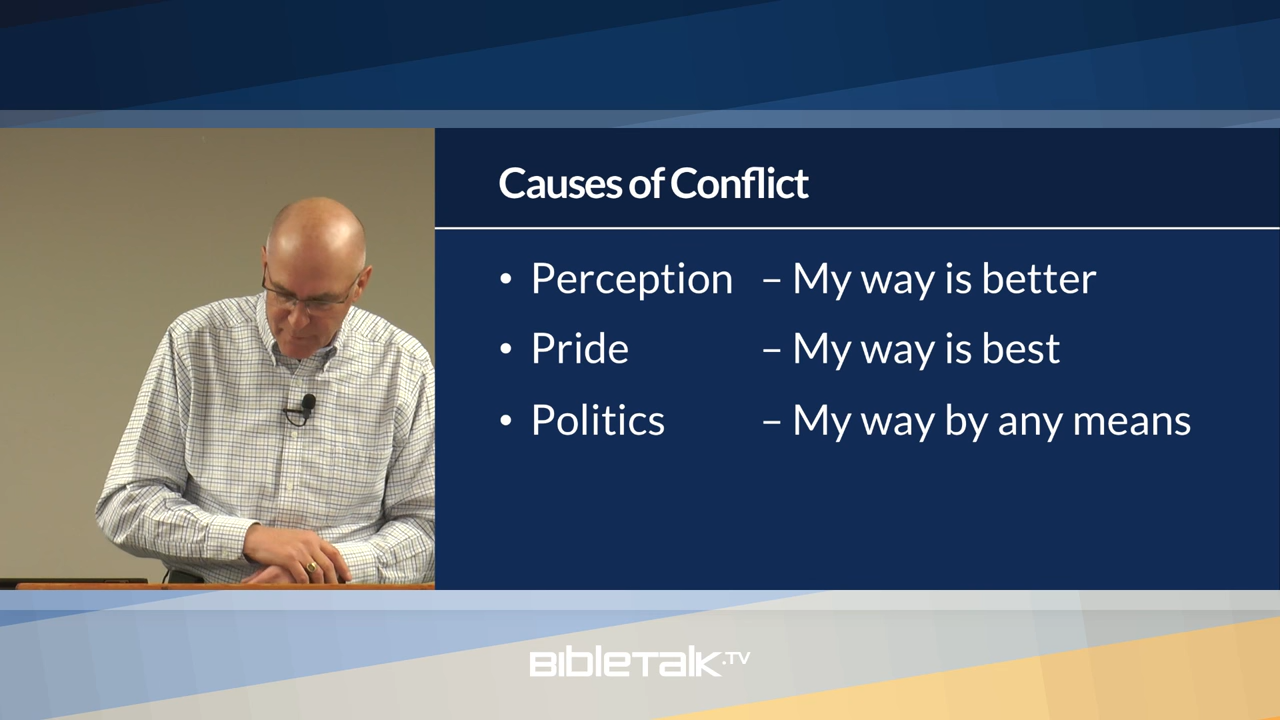 Causes of Conflict
• Perception – My way is better
• Pride – My way is best
• Politics – My way by any means
BibleTalk.TV